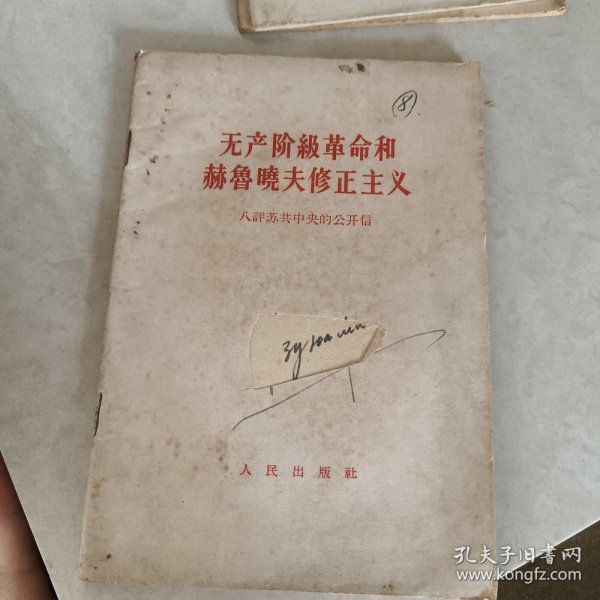 ⑧
无产阶級革命和
赫魯曉夫修正主义
八評苏共中央的公开信
人民出版社
孔夫子旧書网
www.kongfz.com